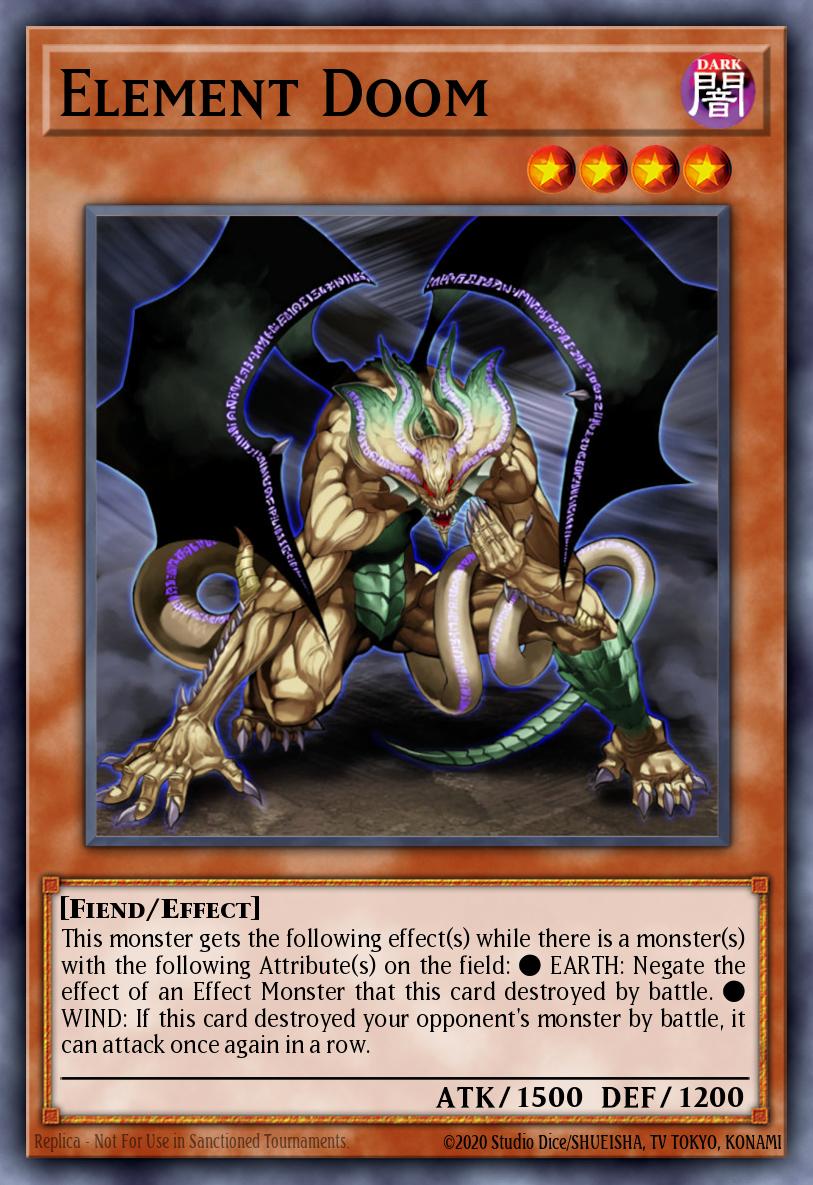 Element Doom
DARK
闇
[Fiend/Effect]
This monster gets the following effect(s) while there is a monster(s)
with the following Attribute(s) on the field: ● EARTH: Negate the
effect of an Effect Monster that this card destroyed by battle. ●
WIND: If this card destroyed your opponent's monster by battle, it
can attack once again in a row.
ATK/1500 DEF/1200
Replica - Not For Use in Sanctioned Tournaments.
©2020 Studio Dice/SHUEISHA, TV TOKYO, KONAMI